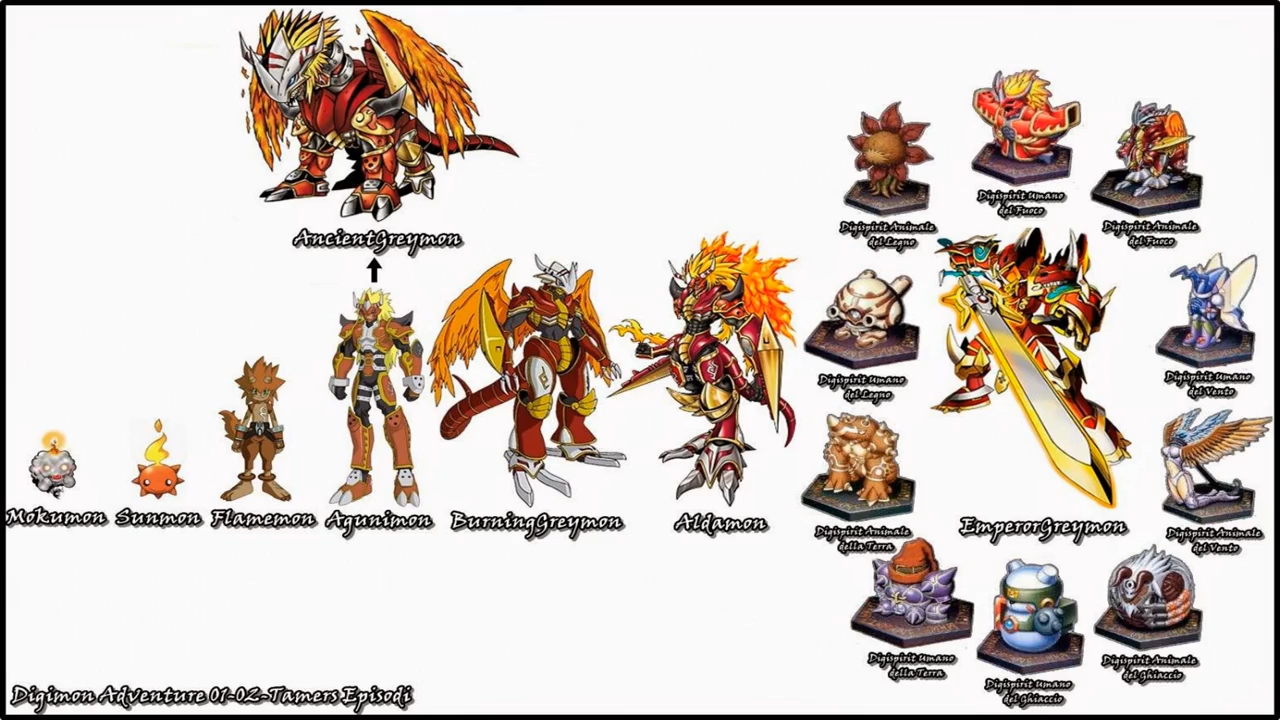 Digispirit Umano
del Fuoco
Digispirit Animale
del Legno
Digispirit Animale
del Fuoco
AncientGreymon
Digispirit Umano
del Legno
Digispirit Umano
del Vento
Mokumon
Sunmon
Flamemon
Agunimon
BurningGreymon
Aldamon
EmperorGreymon
Digispirit Animale
della Terra
Digispirit Animale
del Vento
Digispirit Umano
della Terra
Digispirit Umano
del Ghiaccio
Digispirit Animale
del Ghiaccio
Digimon Adventure 01-02-Tamers Episodi